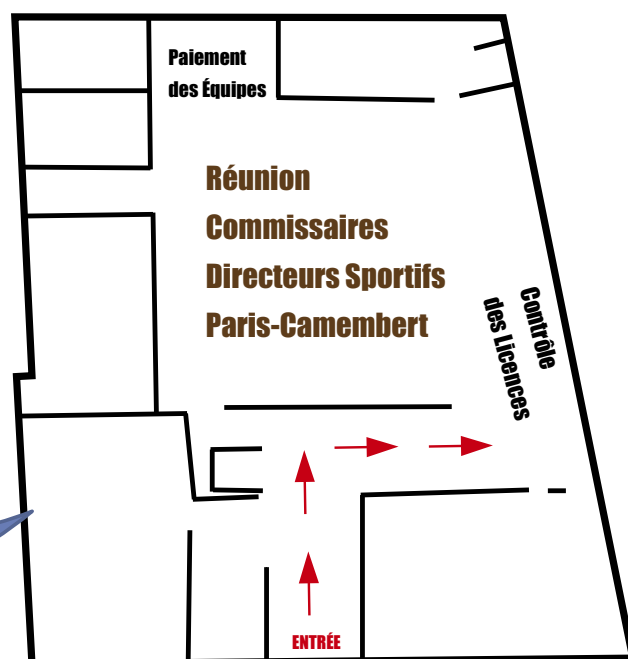 Paiement
des Équipes
Réunion
Commissaires
Directeurs Sportifs
Paris-Camembert
Contrôle
des Licences
ENTRÉE